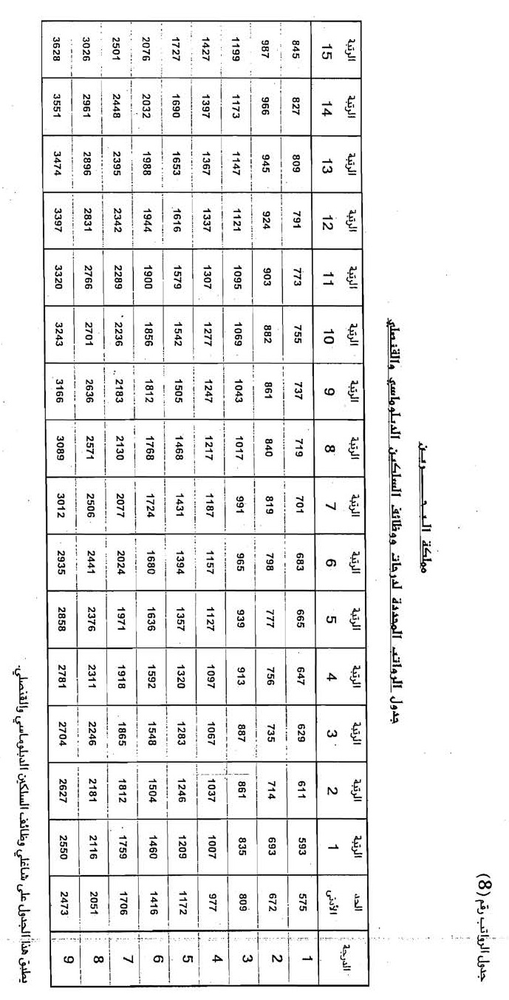 جدول الرواتب رقم (8)
مملكة البحـــريـن
جدول الرواتب المحددة لدرجات ووظائف السلكين الدبلوماسي والقنصلي
الدرجة الحد الأدنى الرتبة 1 الرتبة 2 الرتبة 3 الرتبة 4 الرتبة 5 الرتبة 6 الرتبة 7 الرتبة 8 الرتبة 9 الرتبة 10 الرتبة 11 الرتبة 12 الرتبة 13 الرتبة 14 الرتبة 15
1 575 593 611 629 647 665 683 701 719 737 755 773 791 809 827 845
2 672 693 714 735 756 777 798 819 840 861 882 903 924 945 966 987
3 809 835 861 887 913 939 965 991 1017 1043 1069 1095 1121 1147 1173 1199
4 977 1007 1037 1067 1097 1127 1157 1187 1217 1247 1277 1307 1337 1367 1397 1427
5 1172 1209 1246 1283 1320 1357 1394 1431 1468 1505 1542 1579 1616 1653 1690 1727
6 1416 1460 1504 1548 1592 1636 1680 1724 1768 1812 1856 1900 1944 1988 2032 2076
7 1706 1759 1812 1865 1918 1971 2024 2077 2130 2183 2236 2289 2342 2395 2448 2501
8 2051 2116 2181 2246 2311 2376 2441 2506 2571 2636 2701 2766 2831 2896 2961 3026
9 2473 2550 2627 2704 2781 2858 2935 3012 3089 3166 3243 3320 3397 3474 3551 3628
يطبق هذا الجدول على شاغلي وظائف السلكين الدبلوماسي والقنصلي.